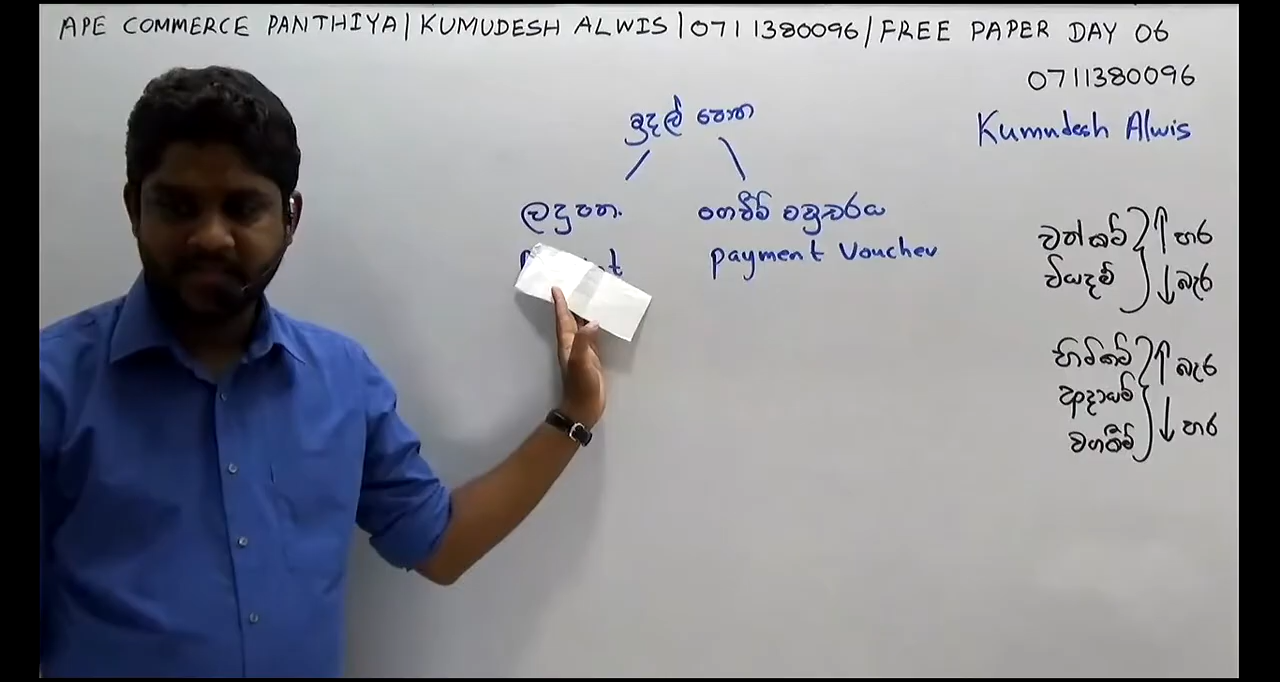 APE COMMERCE PANTHIYA | KUMUDESH ALWIS | 0711380096 / FREE PAPER DAY 06
0711380096
Kumudesh Alwis
මුදල් පොත
ලදුපත
ගෙවීම් වවුචරය
payment Voucher
වත්කම්
වියදම්
හර
බැර
හිමිකම්
ආදායම්
වගකීම්
බැර
හර